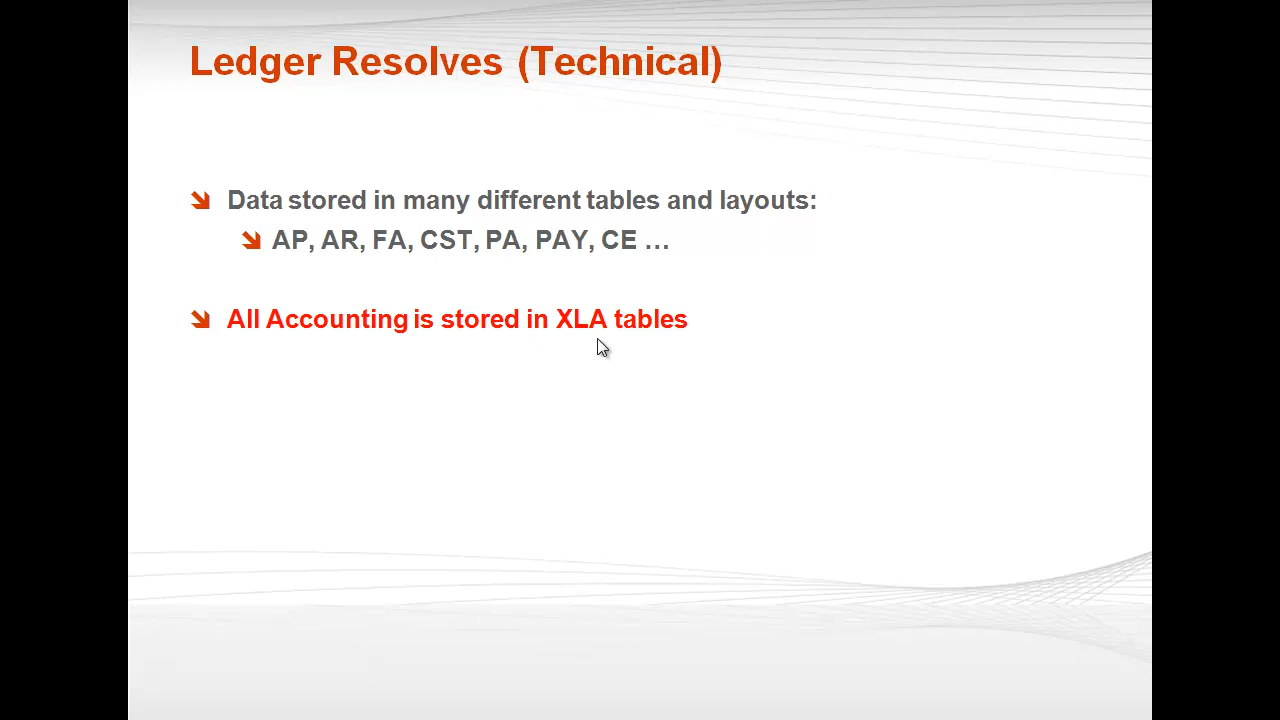 Ledger Resolves (Technical)
Data stored in many different tables and layouts:
AP, AR, FA, CST, PA, PAY, CE …
All Accounting is stored in XLA tables